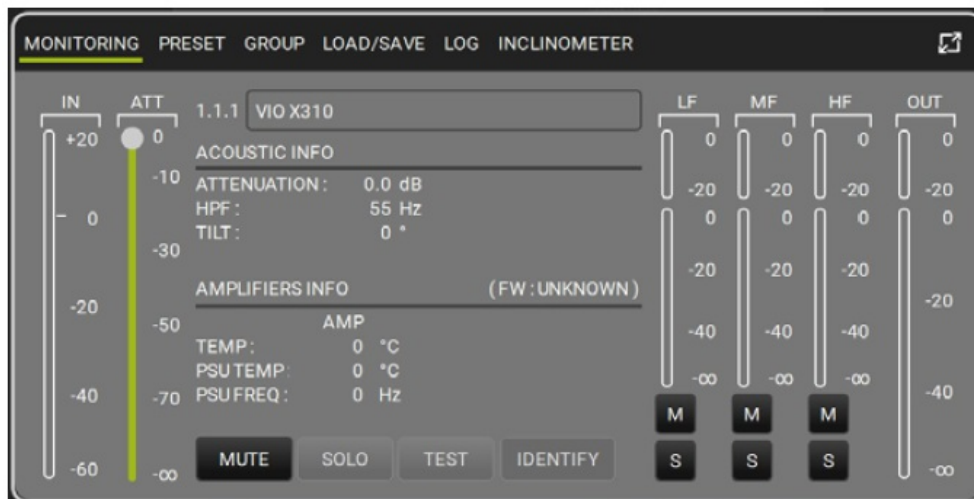 MONITORING PRESET GROUP LOAD/SAVE LOG INCLINOMETER
IN
+20
0
-20
-40
-60
ATT
0
-10
-30
-50
-70
-∞
1.1.1 VIO X310
ACOUSTIC INFO
ATTENUATION: 0.0 dB
HPF: 55 Hz
TILT: 0 °
AMPLIFIERS INFO (FW:UNKNOWN)
AMP
TEMP: 0 °C
PSU TEMP: 0 °C
PSU FREQ: 0 Hz
MUTE SOLO TEST IDENTIFY
LF
0
-20
0
-20
-40
-∞
M
S
MF
0
-20
0
-20
-40
-∞
M
S
HF
0
-20
0
-20
-40
-∞
M
S
OUT
0
-20
0
-20
-40
-∞